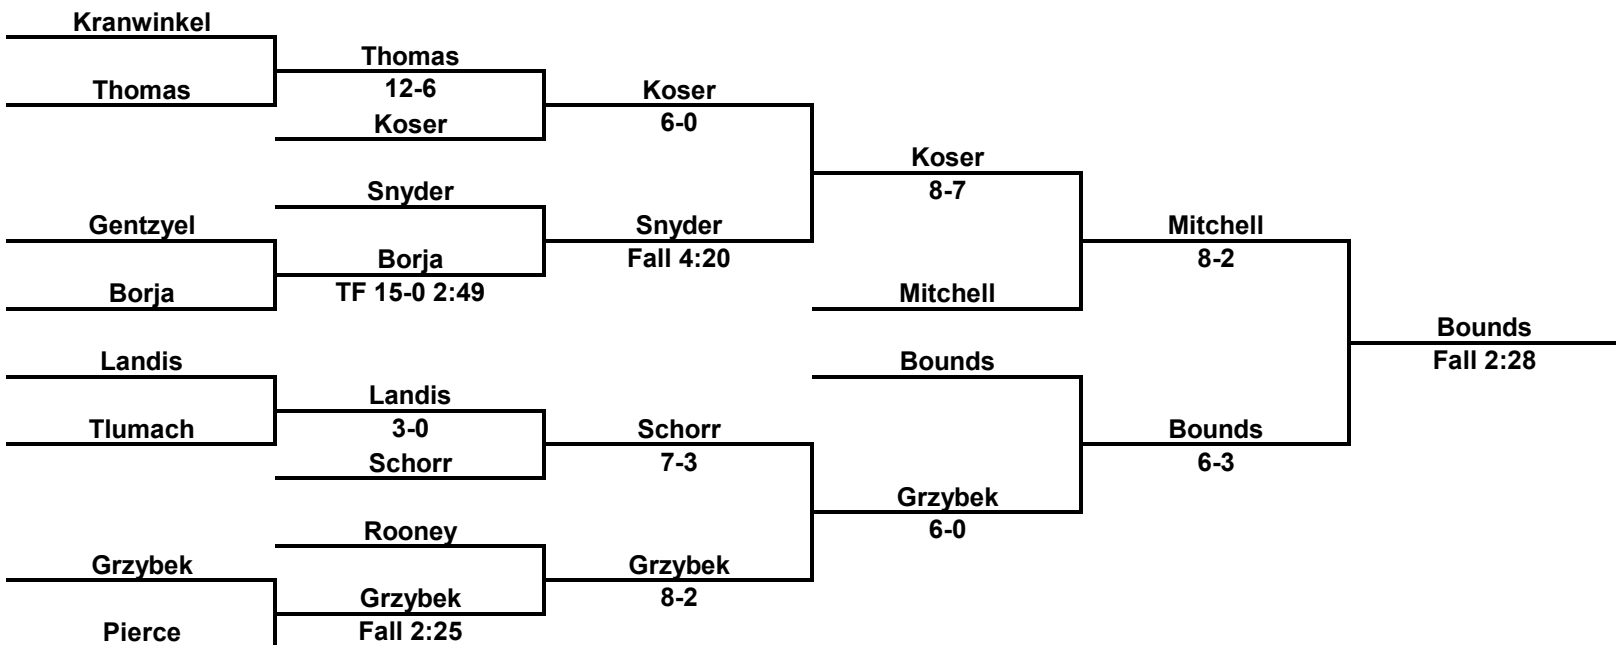 Kranwinkel
Thomas
Thomas
12-6
Koser
Koser
6-0
Koser
8-7
Snyder
Gentzyel
Borja
Borja
TF 15-0 2:49
Snyder
Fall 4:20
Mitchell
Mitchell
8-2
Bounds
Fall 2:28
Landis
Tlumach
Landis
3-0
Schorr
Schorr
7-3
Bounds
Bounds
6-3
Grzybek
6-0
Rooney
Grzybek
Pierce
Grzybek
Fall 2:25
Grzybek
8-2